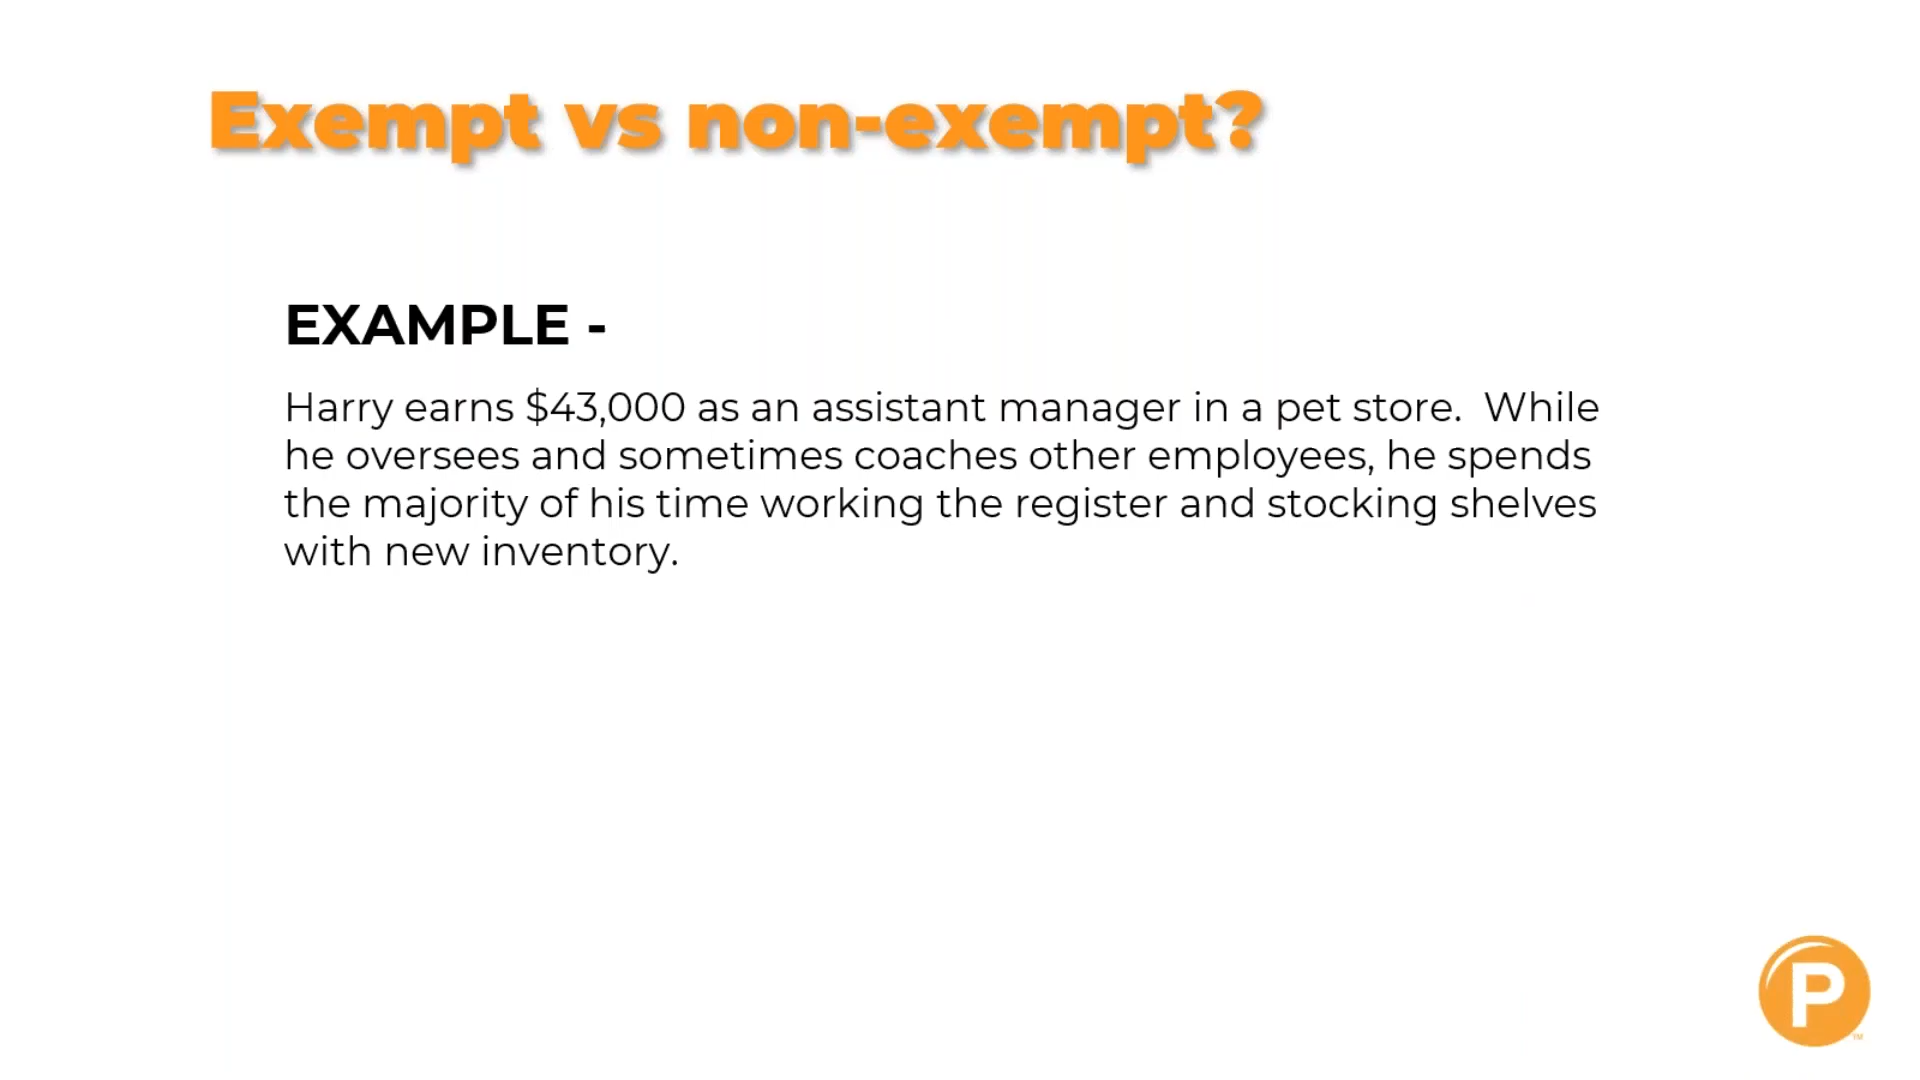 Exempt vs non-exempt?
EXAMPLE -
Harry earns $43,000 as an assistant manager in a pet store.  While
he oversees and sometimes coaches other employees, he spends
the majority of his time working the register and stocking shelves
with new inventory.
P
TM